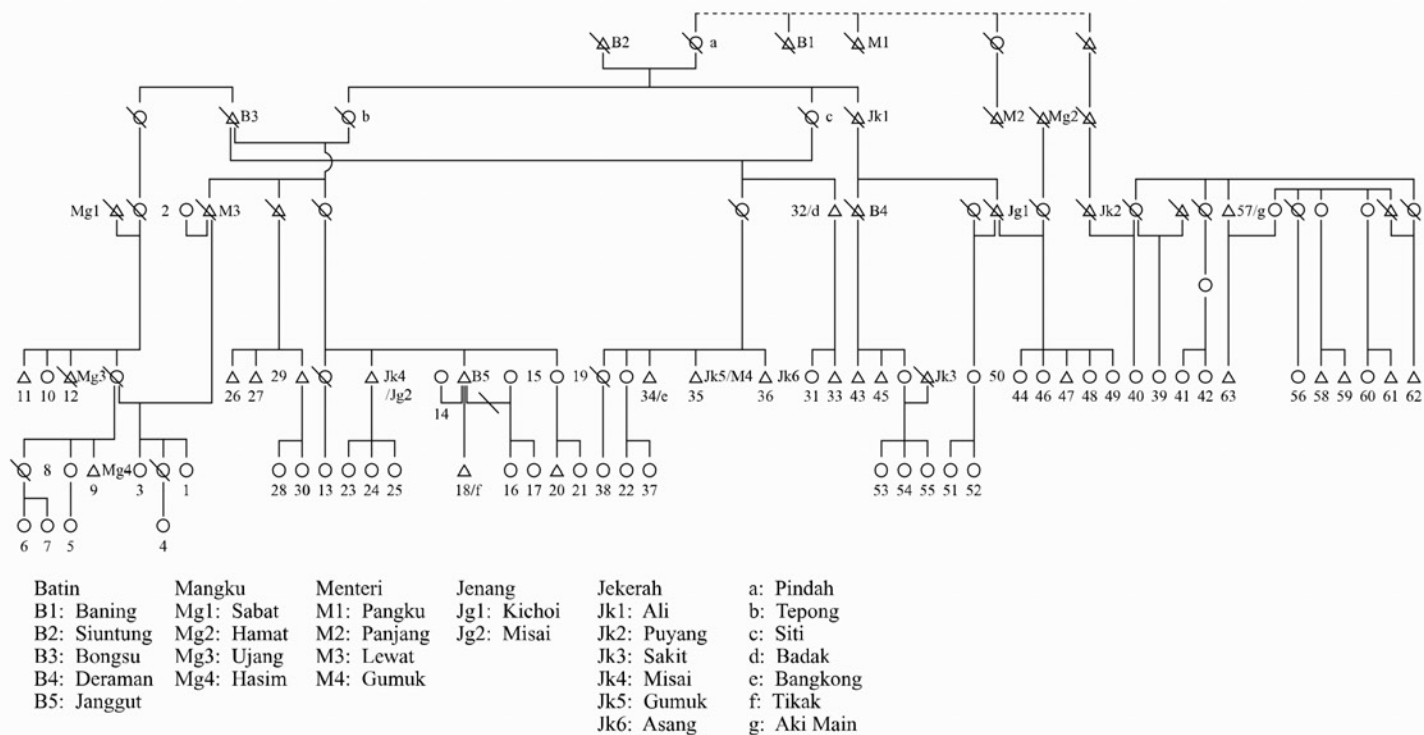 B2 a B1 M1
B3 b c Jk1 M2 Mg2
Mg1 2 M3 32/d B4 Jg1 Jk2 57/g
Mg3 29 Jk4 B5 15 19 Jk5/M4 Jk6 Jk3 50
11 10 12 26 27 /Jg2 14 34/e 35 36 31 33 43 45 44 46 47 48 49 40 39 41 42 63 56 58 59 60 61 62
8 Mg4
9 3 1 28 30 13 23 24 25 18/f 16 17 20 21 38 22 37 53 54 55 51 52
6 7 5 4
Batin Mangku Menteri Jenang Jekerah a: Pindah
B1: Baning Mg1: Sabat M1: Pangku Jg1: Kichoi Jk1: Ali b: Tepong
B2: Siuntung Mg2: Hamat M2: Panjang Jg2: Misai Jk2: Puyang c: Siti
B3: Bongsu Mg3: Ujang M3: Lewat Jk3: Sakit d: Badak
B4: Deraman Mg4: Hasim M4: Gumuk Jk4: Misai e: Bangkong
B5: Janggut Jk5: Gumuk f: Tikak
Jk6: Asang g: Aki Main